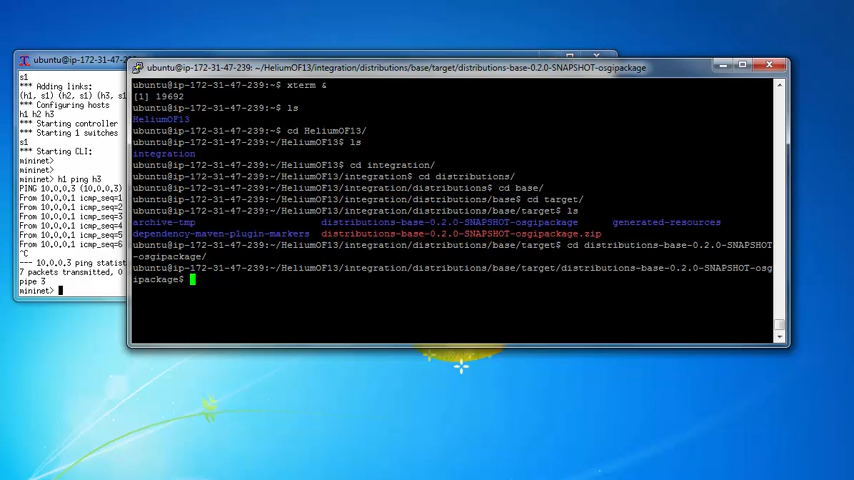 ubuntu@ip-172-31-47-239:
s1
*** Adding links:
(h1, s1) (h2, s1) (h3, s1
*** Configuring hosts
h1 h2 h3
*** Starting controller
*** Starting 1 switches
s1
*** Starting CLI:
mininet>
mininet>
mininet> h1 ping h3
PING 10.0.0.3 (10.0.0.3)
From 10.0.0.1 icmp_seq=1
From 10.0.0.1 icmp_seq=2
From 10.0.0.1 icmp_seq=3
From 10.0.0.1 icmp_seq=4
From 10.0.0.1 icmp_seq=5
From 10.0.0.1 icmp_seq=6
^C
--- 10.0.0.3 ping statist
7 packets transmitted, 0
pipe 3
mininet>
ubuntu@ip-172-31-47-239: ~/HeliumOF13/integration/distributions/base/target/distributions-base-0.2.0-SNAPSHOT-osgipackage
ubuntu@ip-172-31-47-239:~$ xterm &
[1] 19692
ubuntu@ip-172-31-47-239:~$ ls
HeliumOF13
ubuntu@ip-172-31-47-239:~$ cd HeliumOF13/
ubuntu@ip-172-31-47-239:~/HeliumOF13$ ls
integration
ubuntu@ip-172-31-47-239:~/HeliumOF13$ cd integration/
ubuntu@ip-172-31-47-239:~/HeliumOF13/integration$ cd distributions/
ubuntu@ip-172-31-47-239:~/HeliumOF13/integration/distributions$ cd base/
ubuntu@ip-172-31-47-239:~/HeliumOF13/integration/distributions/base$ cd target/
ubuntu@ip-172-31-47-239:~/HeliumOF13/integration/distributions/base/target$ ls
archive-tmp distributions-base-0.2.0-SNAPSHOT-osgipackage generated-resources
dependency-maven-plugin-markers distributions-base-0.2.0-SNAPSHOT-osgipackage.zip
ubuntu@ip-172-31-47-239:~/HeliumOF13/integration/distributions/base/target$ cd distributions-base-0.2.0-SNAPSHOT
-osgipackage/
ubuntu@ip-172-31-47-239:~/HeliumOF13/integration/distributions/base/target/distributions-base-0.2.0-SNAPSHOT-osg
ipackage$